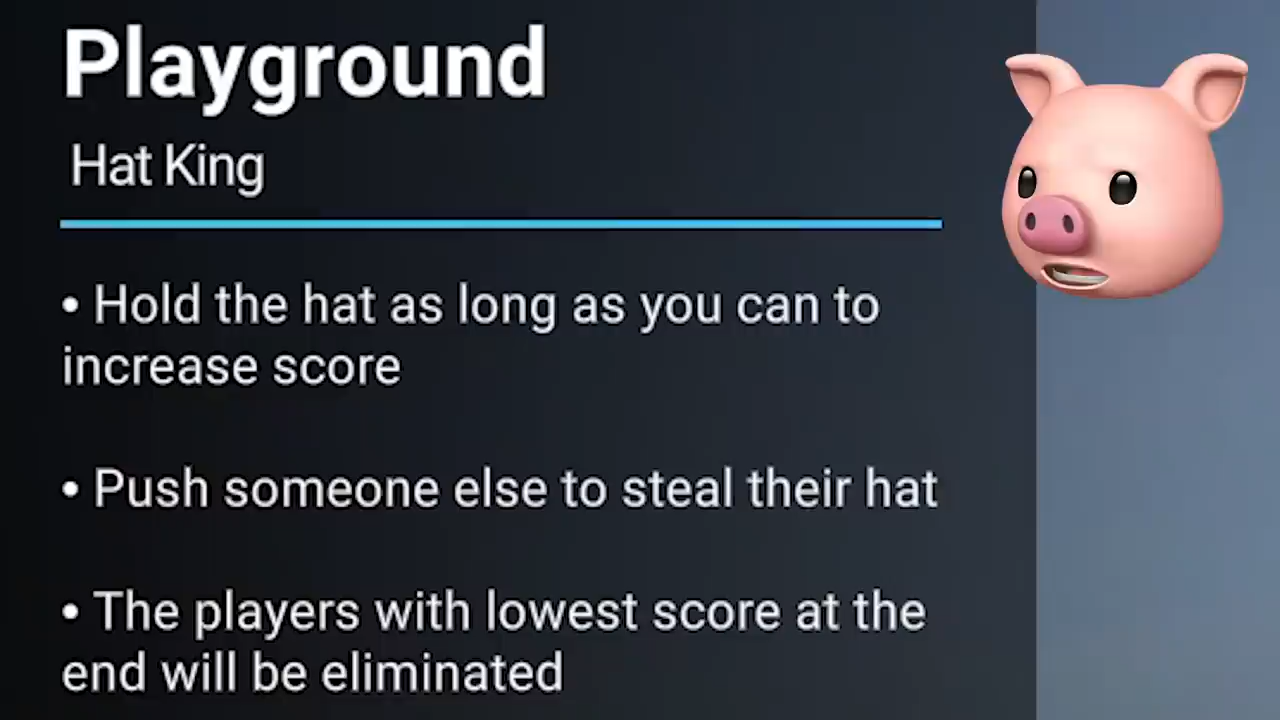 Playground
Hat King
• Hold the hat as long as you can to
increase score
• Push someone else to steal their hat
• The players with lowest score at the
end will be eliminated